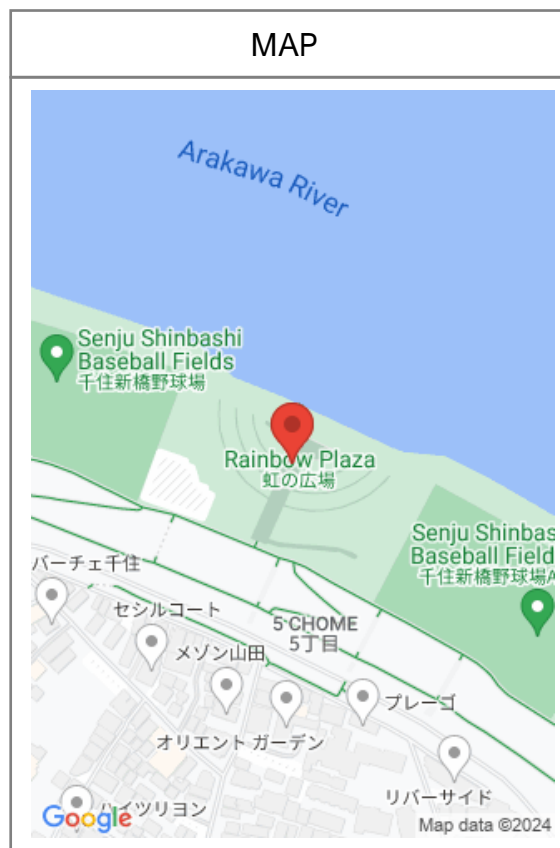 MAP
Arakawa River
Senju Shinbashi
Baseball Fields
千住新橋野球場
Rainbow Plaza
虹の広場
Senju Shinbas
Baseball Field
千住新橋野球場A
バーチェ千住
セシルコート
5 CHOME
5丁目
メゾン山田
プレーゴ
オリエント ガーデン
リバーサイド
ハイツリヨン
Google
Map data ©2024